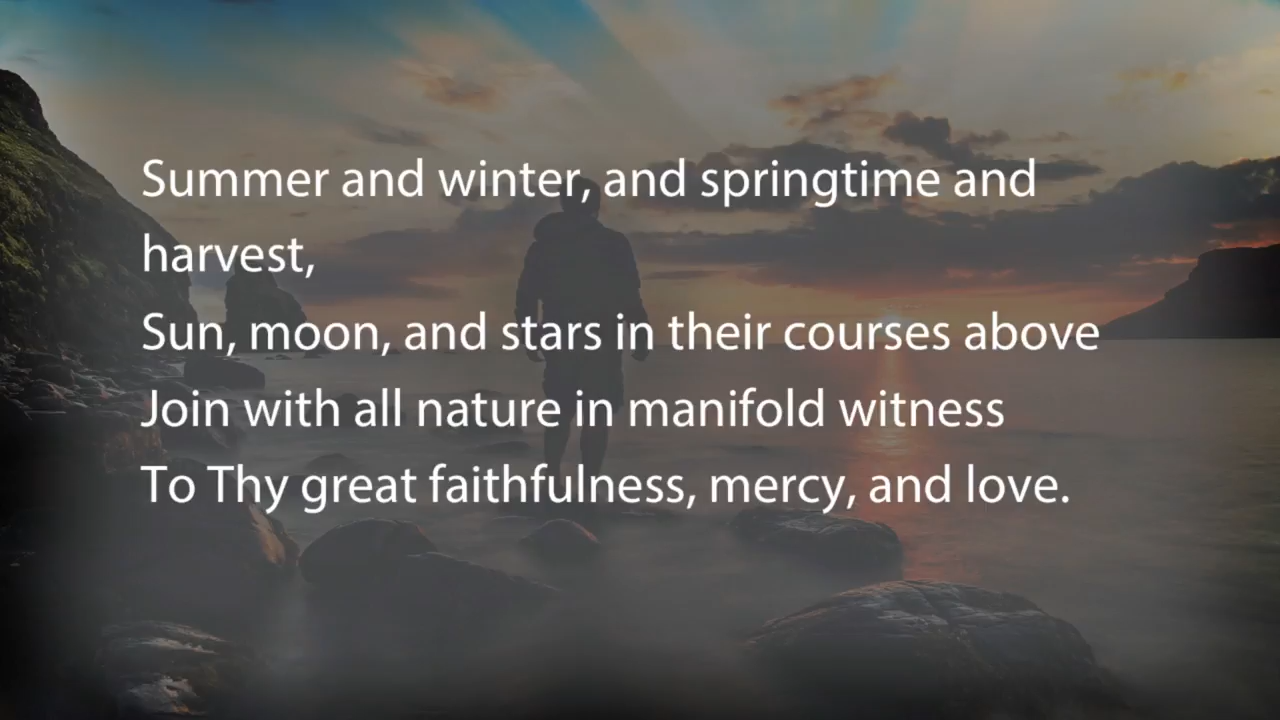 Summer and winter, and springtime and
harvest,
Sun, moon, and stars in their courses above
Join with all nature in manifold witness
To Thy great faithfulness, mercy, and love.